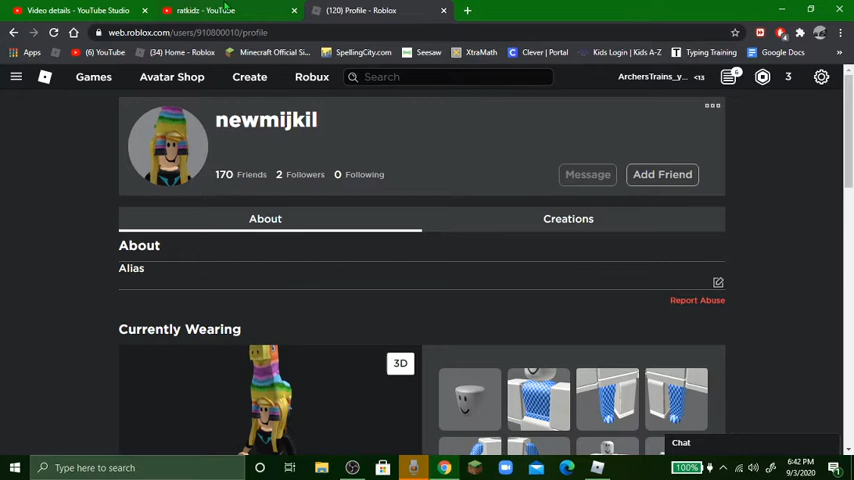 Video details - YouTube Studio
ratkidz - YouTube
(120) Profile - Roblox
web.roblox.com/users/910800010/profile
Apps
(6) YouTube
(34) Home - Roblox
Minecraft Official Si...
SpellingCity.com
Seesaw
XtraMath
Clever | Portal
Kids Login | Kids A-Z
Typing Training
Google Docs
Games
Avatar Shop
Create
Robux
Search
ArchersTrains_y... <13
6
3
newmijkil
170 Friends 2 Followers 0 Following
Message
Add Friend
About
Creations
About
Alias
Report Abuse
Currently Wearing
3D
Chat
Type here to search
100%
6:42 PM
9/3/2020